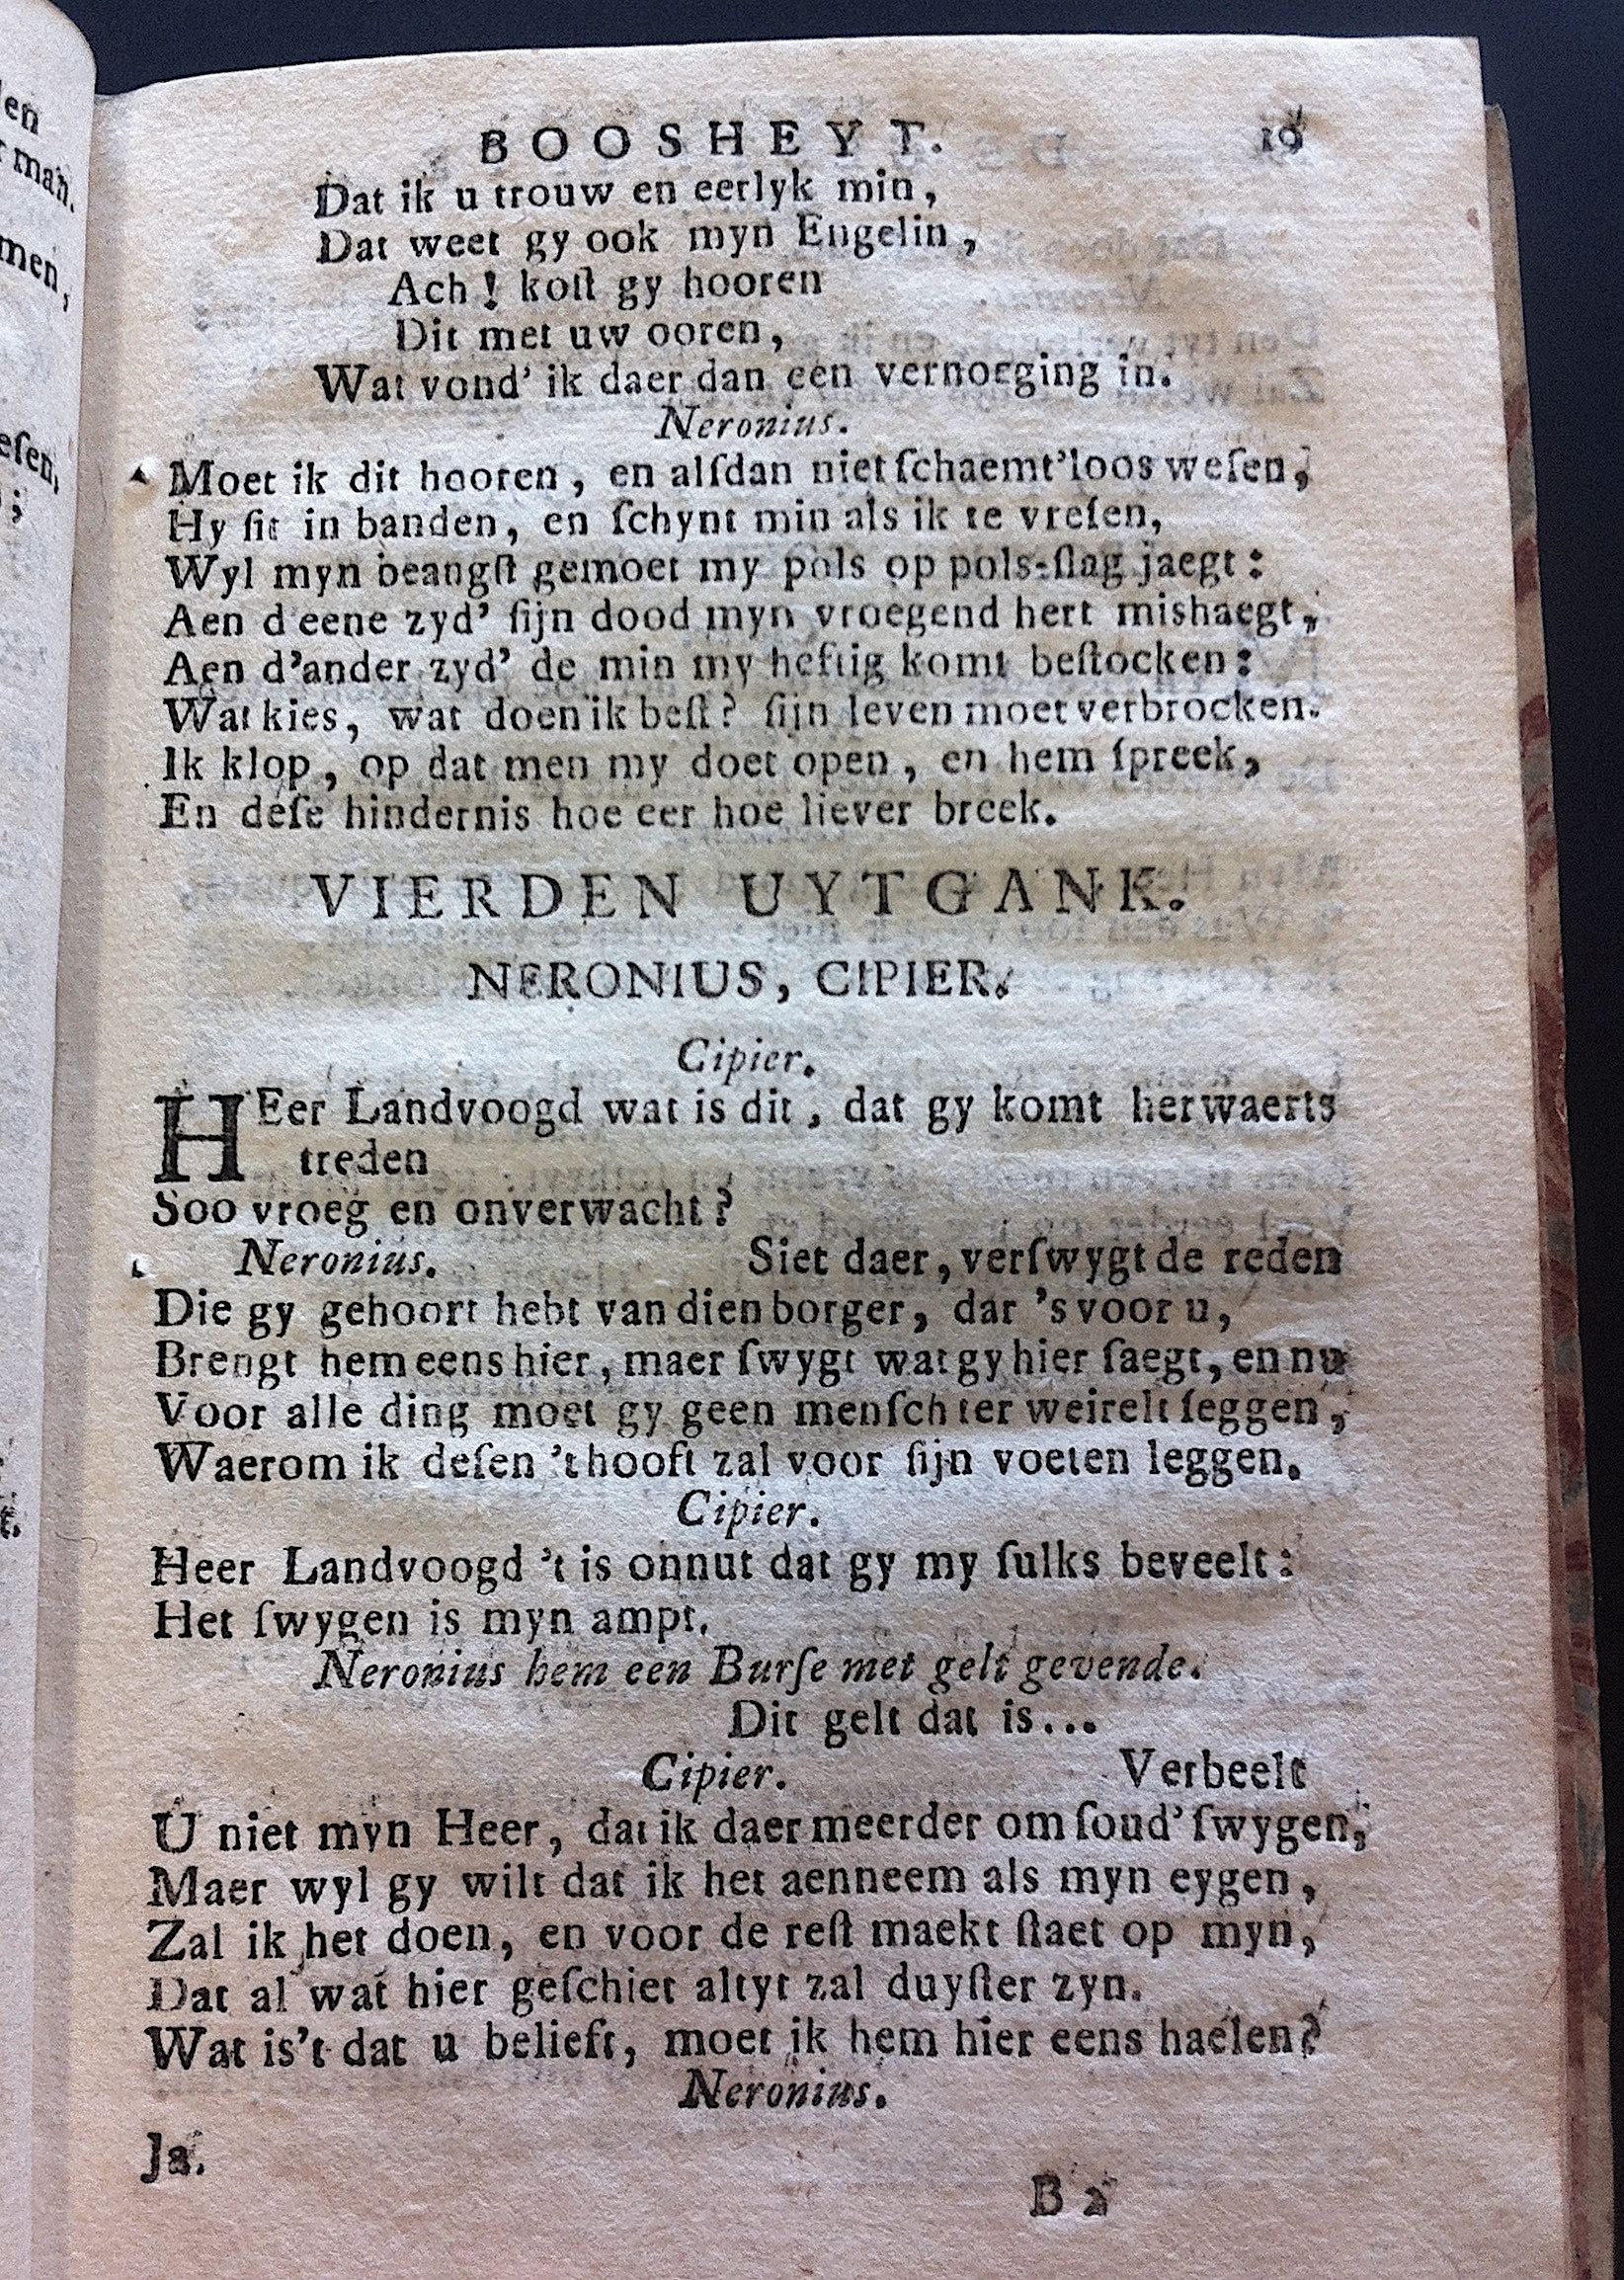 BOOSHEYT. 19
Dat ik u trouw en eerlyk min,
Dat weet gy ook myn Engelin,
Ach! koſt gy hooren
Dit met uw ooren,
Wat vond' ik daer dan een vernoeging in.
Neronius.
Moet ik dit hooren, en alſdan niet ſchaemt'loos weſen,
Hy ſit in banden, en ſchynt min als ik te vreſen,
Wyl myn beangſt gemoet my pols op pols-ſlag jaegt:
Aen d'eene zyd' ſijn dood myn vroegend hert mishaegt,
Aen d'ander zyd' de min my heftig komt beſtocken:
Wat kies, wat doen ik beſt? ſijn leven moet verbrocken.
Ik klop, op dat men my doet open, en hem ſpreek,
En deſe hindernis hoe eer hoe liever breek.
VIERDEN UYTGANK.
NERONIUS, CIPIER.
Cipier.
HEer Landvoogd wat is dit, dat gy komt herwaerts
treden
Soo vroeg en onverwacht?
Neronius. Siet daer, verſwygt de reden
Die gy gehoort hebt van dien borger, dar 's voor u,
Brengt hem eens hier, maer ſwygt wat gy hier ſaegt, en nu
Voor alle ding moet gy geen menſch ter weirelt ſeggen,
Waerom ik deſen 't hooft zal voor ſijn voeten leggen.
Cipier.
Heer Landvoogd 't is onnut dat gy my ſulks beveelt:
Het ſwygen is myn ampt.
Neronius hem een Burſe met gelt gevende.
Dit gelt dat is...
Cipier. Verbeelt
U niet myn Heer, dat ik daer meerder om ſoud' ſwygen,
Maer wyl gy wilt dat ik het aenneem als myn eygen,
Zal ik het doen, en voor de reſt maekt ſtaet op myn,
Dat al wat hier geſchiet altyt zal duyſter zyn.
Wat is't dat u belieft, moet ik hem hier eens haelen?
Neronius.
Ja.
B 2
en
man.
men,
eſen,
;
t.